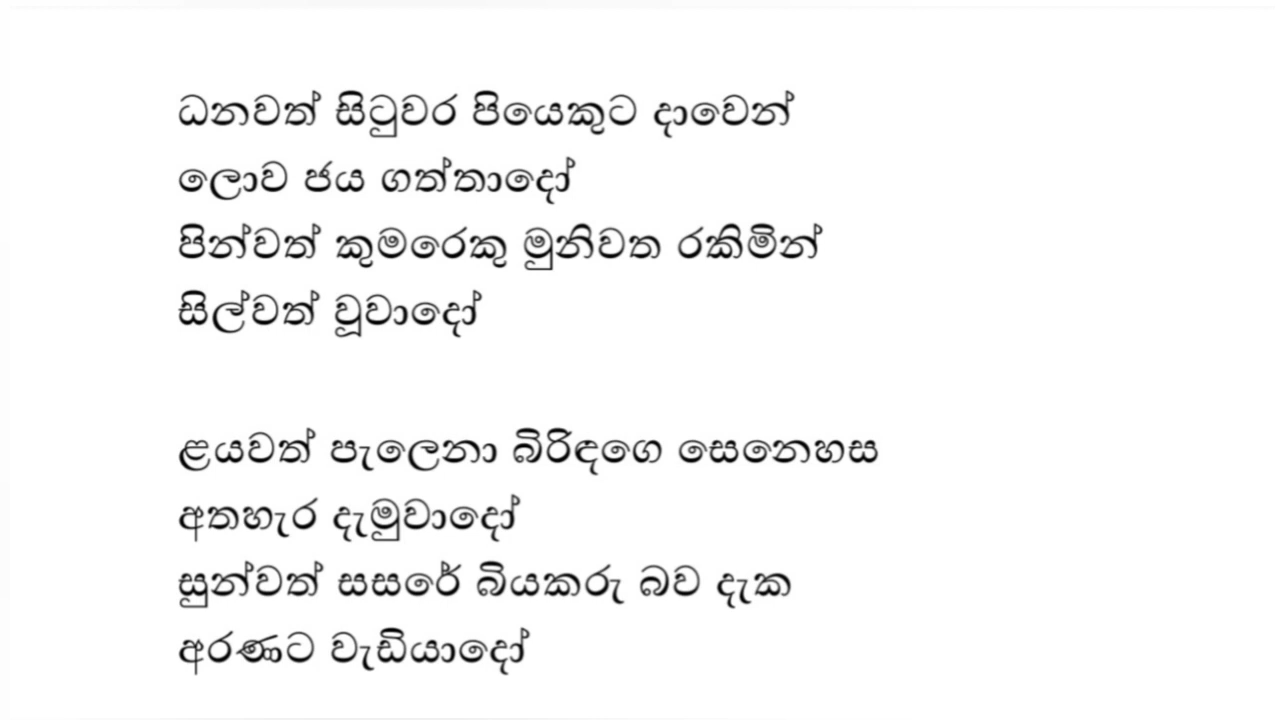 ධනවත් සිටුවර පියෙකුට දාවෙන්
ලොව ජය ගත්තාදෝ
පින්වත් කුමරෙකු මුනිවත රකිමින්
සිල්වත් වූවාදෝ
ළයවත් පැලෙනා බිරිඳගෙ සෙනෙහස
අතහැර දැමුවාදෝ
සුන්වත් සසරේ බියකරු බව දැක
අරණට වැඩියාදෝ